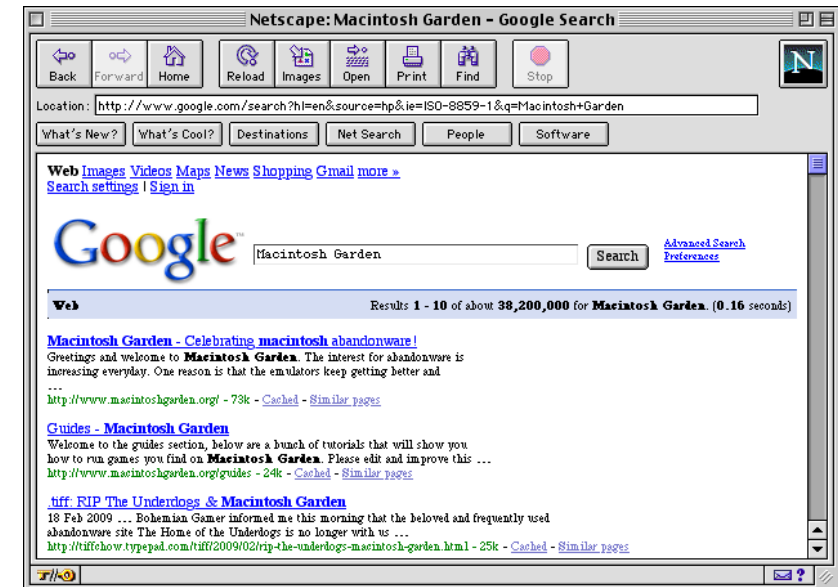 Netscape: Macintosh Garden - Google Search
Back Forward Home Reload Images Open Print Find Stop
N
Location: http://www.google.com/search?hl=en&source=hp&ie=ISO-8859-1&q=Macintosh+Garden
What's New? What's Cool? Destinations Net Search People Software
Web Images Videos Maps News Shopping Gmail more »
Search settings | Sign in
Google™ Macintosh Garden Search Advanced Search
Preferences
Web Results 1 - 10 of about 38,200,000 for Macintosh Garden. (0.16 seconds)
Macintosh Garden - Celebrating macintosh abandonware!
Greetings and welcome to Macintosh Garden. The interest for abandonware is
increasing everyday. One reason is that the emulators keep getting better and
...
http://www.macintoshgarden.org/ - 73k - Cached - Similar pages
Guides - Macintosh Garden
Welcome to the guides section, below are a bunch of tutorials that will show you
how to run games you find on Macintosh Garden. Please edit and improve this ...
http://www.macintoshgarden.org/guides - 24k - Cached - Similar pages
.tiff: RIP The Underdogs & Macintosh Garden
18 Feb 2009 ... Bohemian Gamer informed me this morning that the beloved and frequently used
abandonware site The Home of the Underdogs is no longer with us ...
http://tiffchow.typepad.com/tiff/2009/02/rip-the-underdogs-macintosh-garden.html - 25k - Cached - Similar pages
?